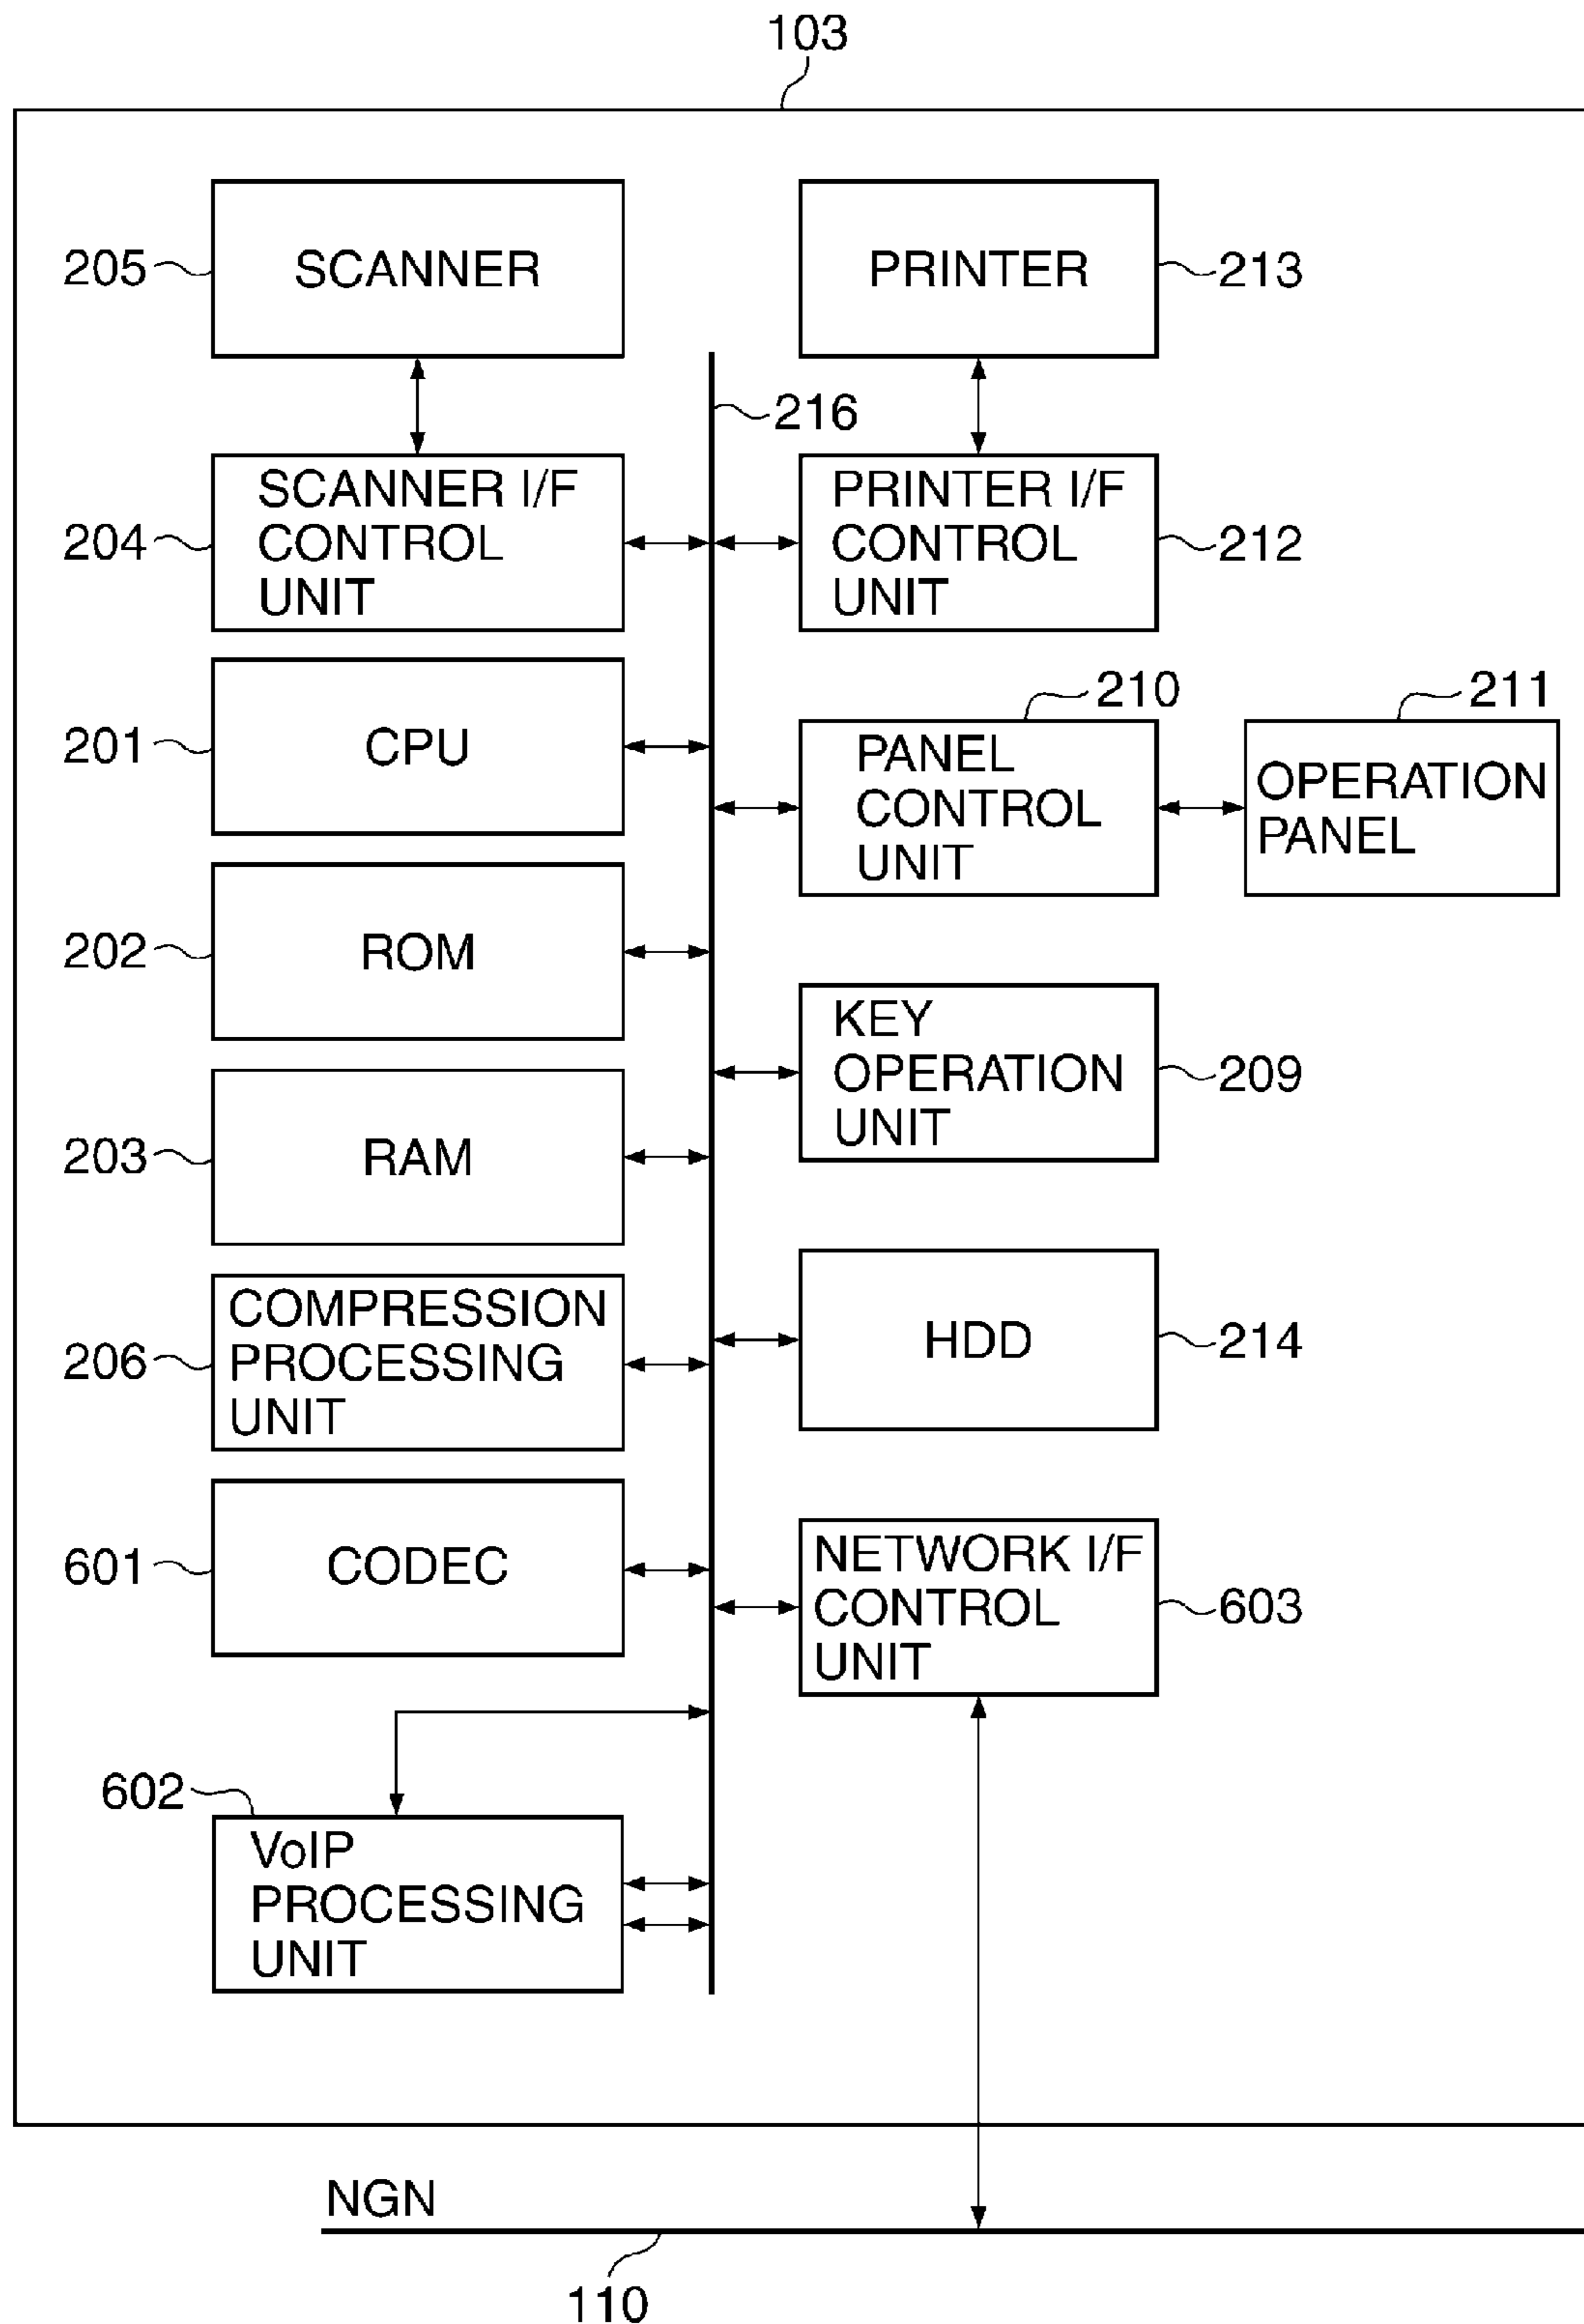 103
205
SCANNER
PRINTER
213
216
204
SCANNER I/F
CONTROL
UNIT
PRINTER I/F
CONTROL
UNIT
212
201
CPU
210
PANEL
CONTROL
UNIT
211
OPERATION
PANEL
202
ROM
KEY
OPERATION
UNIT
209
203
RAM
206
COMPRESSION
PROCESSING
UNIT
HDD
214
601
CODEC
NETWORK I/F
CONTROL
UNIT
603
602
VoIP
PROCESSING
UNIT
NGN
110